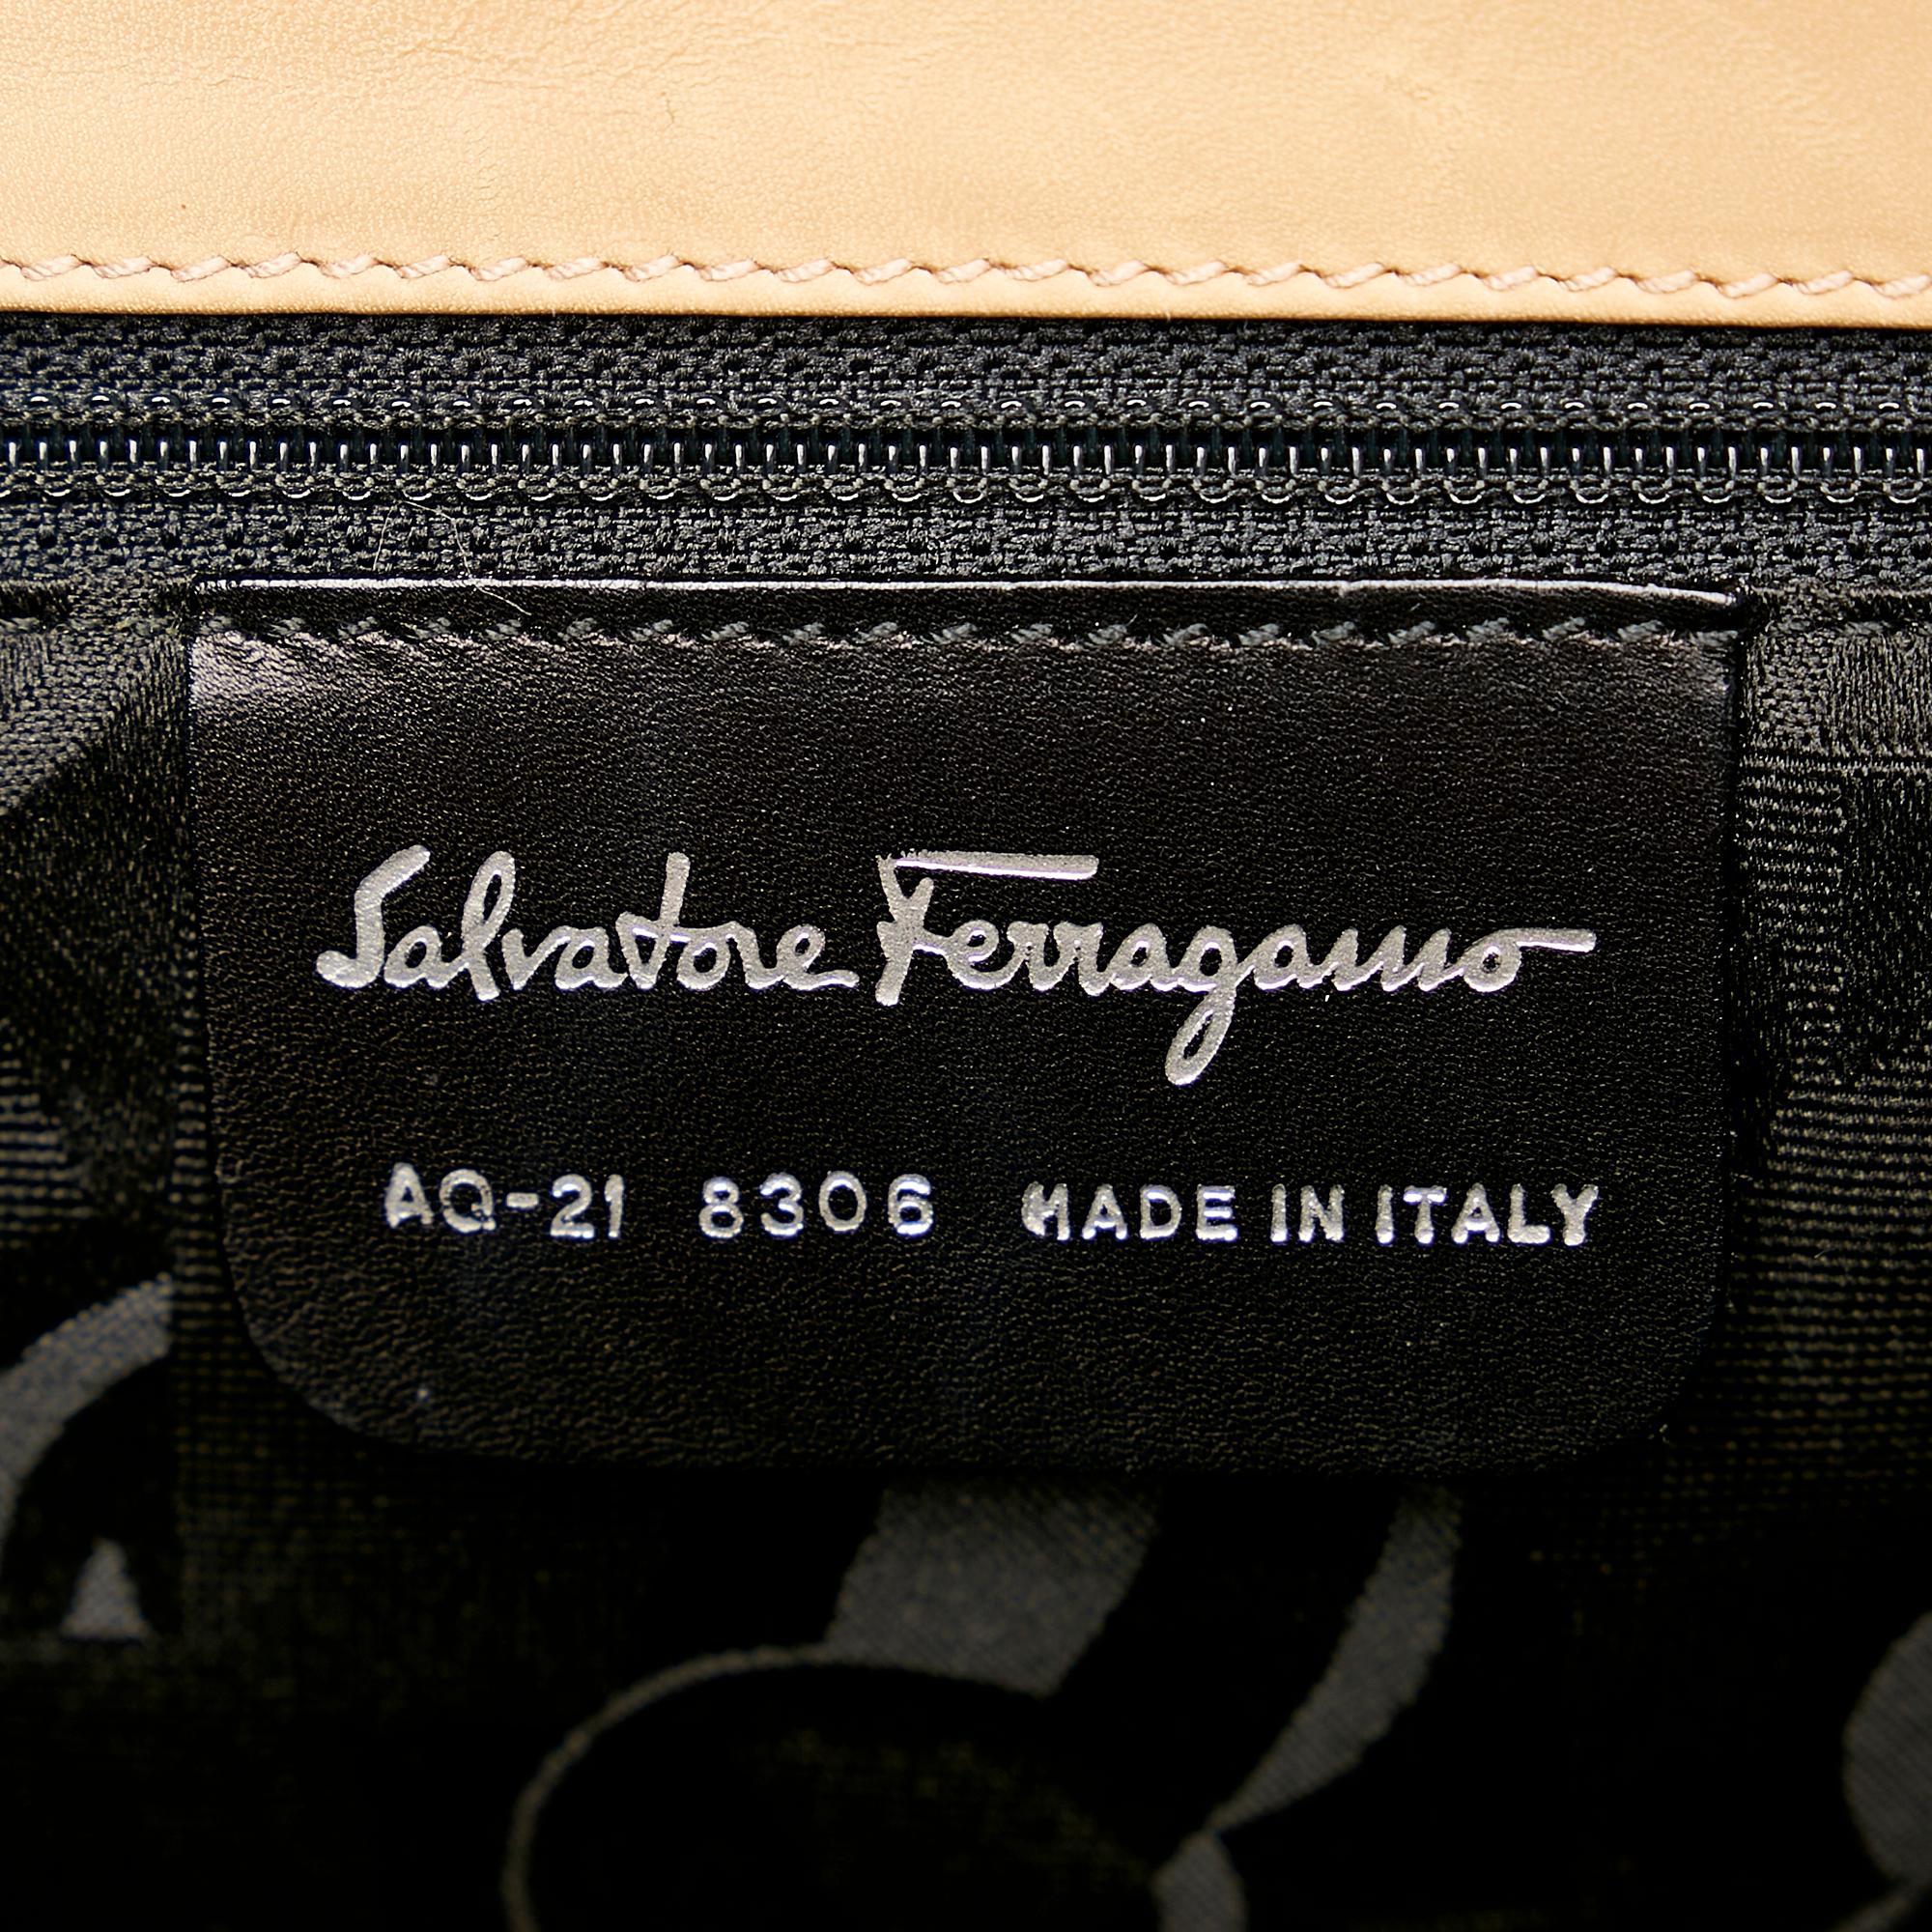 Salvatore Ferragamo
AQ-21 8306 MADE IN ITALY